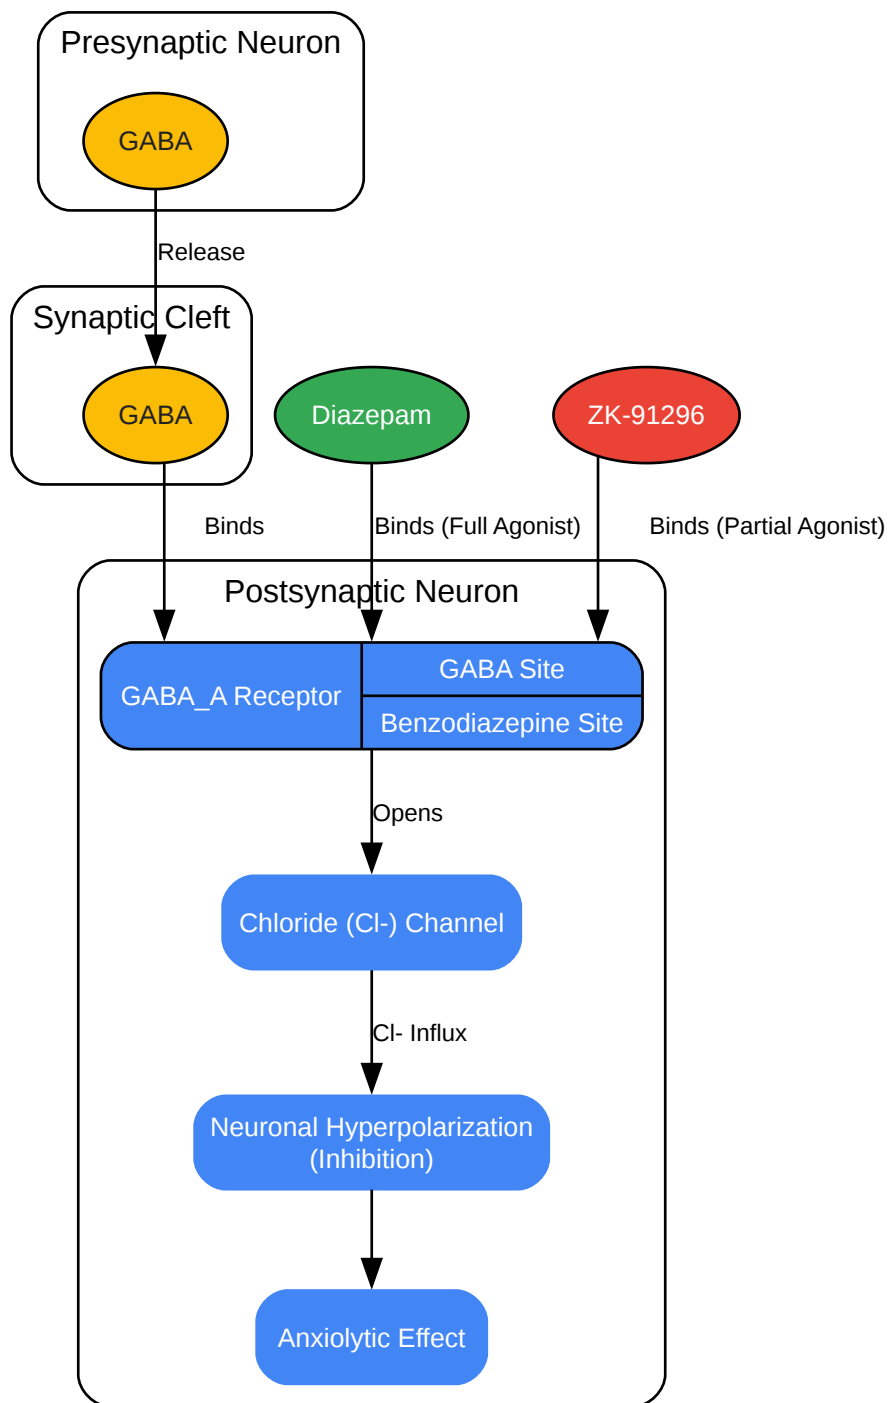 Presynaptic Neuron
GABA
Release
Synaptic Cleft
GABA
Diazepam
ZK-91296
Binds
Binds (Full Agonist)
Binds (Partial Agonist)
Postsynaptic Neuron
GABA_A Receptor
GABA Site
Benzodiazepine Site
Opens
Chloride (Cl-) Channel
Cl- Influx
Neuronal Hyperpolarization
(Inhibition)
Anxiolytic Effect